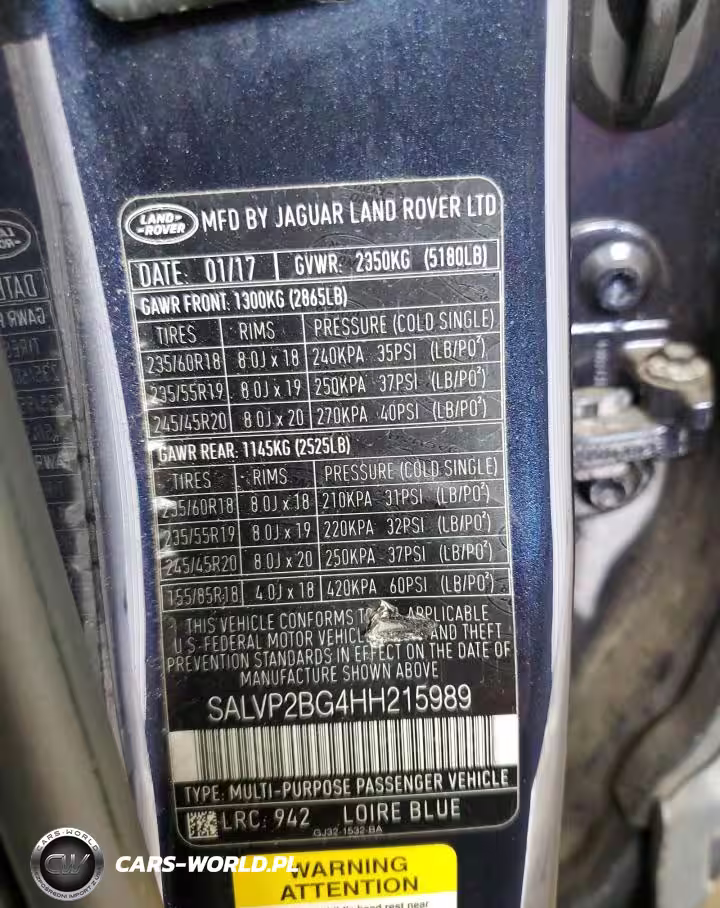 LAND ROVER MFD BY JAGUAR LAND ROVER LTD
DATE: 01/17 GVWR: 2350KG (5180LB)
GAWR FRONT: 1300KG (2865LB)
TIRES RIMS PRESSURE (COLD SINGLE)
235/60R18 8.0J x 18 240KPA 35PSI (LB/PO²)
235/55R19 8.0J x 19 250KPA 37PSI (LB/PO²)
245/45R20 8.0J x 20 270KPA 40PSI (LB/PO²)
GAWR REAR: 1145KG (2525LB)
TIRES RIMS PRESSURE (COLD SINGLE)
235/60R18 8.0J x 18 210KPA 31PSI (LB/PO²)
235/55R19 8.0J x 19 220KPA 32PSI (LB/PO²)
245/45R20 8.0J x 20 250KPA 37PSI (LB/PO²)
155/85R18 4.0J x 18 420KPA 60PSI (LB/PO²)
THIS VEHICLE CONFORMS APPLICABLE
U.S-FEDERAL MOTOR AND THEFT
PREVENTION STANDARDS IN EFFECT ON THE DATE OF
MANUFACTURE SHOWN ABOVE
SALVP2BG4HH215989
TYPE: MULTI-PURPOSE PASSENGER VEHICLE
LRC: 942 LOIRE BLUE
GJ32-1532-BA
WARNING
ATTENTION
rest near
CARS-WORLD
CW
CARS-WORLD.PL